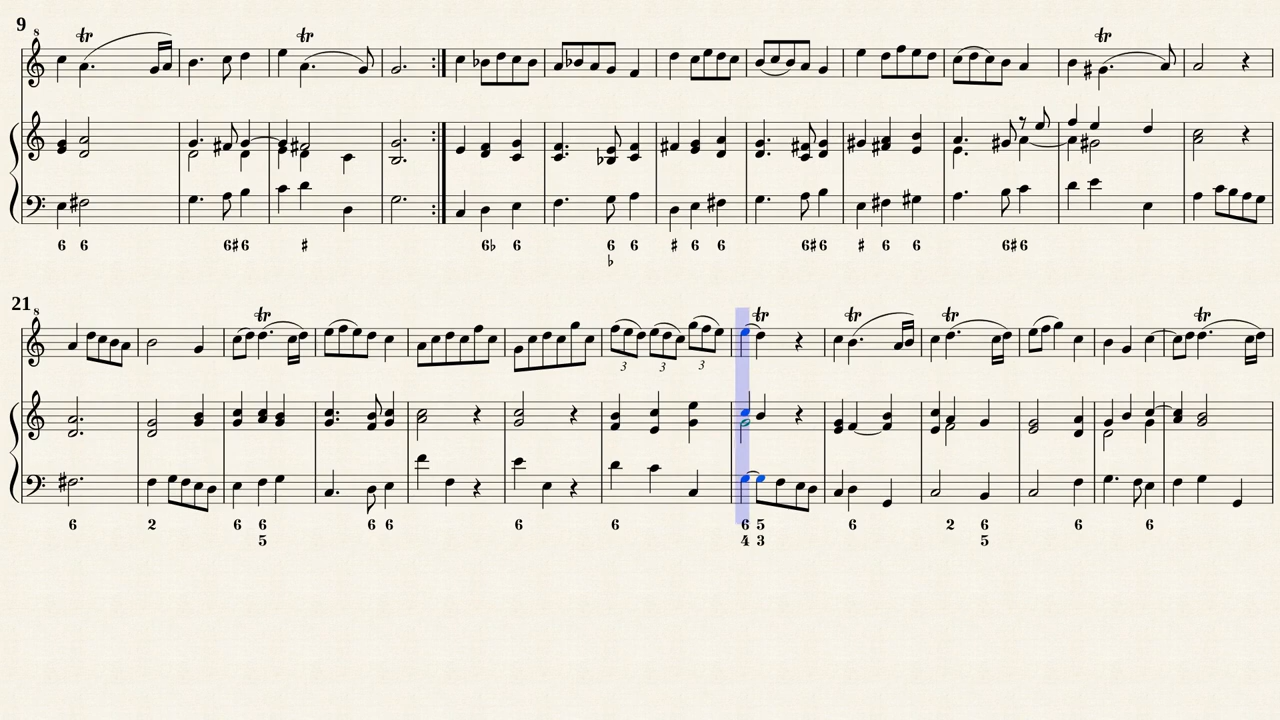 9
8
tr tr tr
6 6 6♯ 6 ♯ 6♭ 6 6 6 ♯ 6 6 6♯ 6 ♯ 6 6 6♯ 6
♭
21
8
tr tr tr tr tr
3 3 3
6 2 6 6 6 6 6 6 6 5 6 2 6 6 6
5 4 3 5